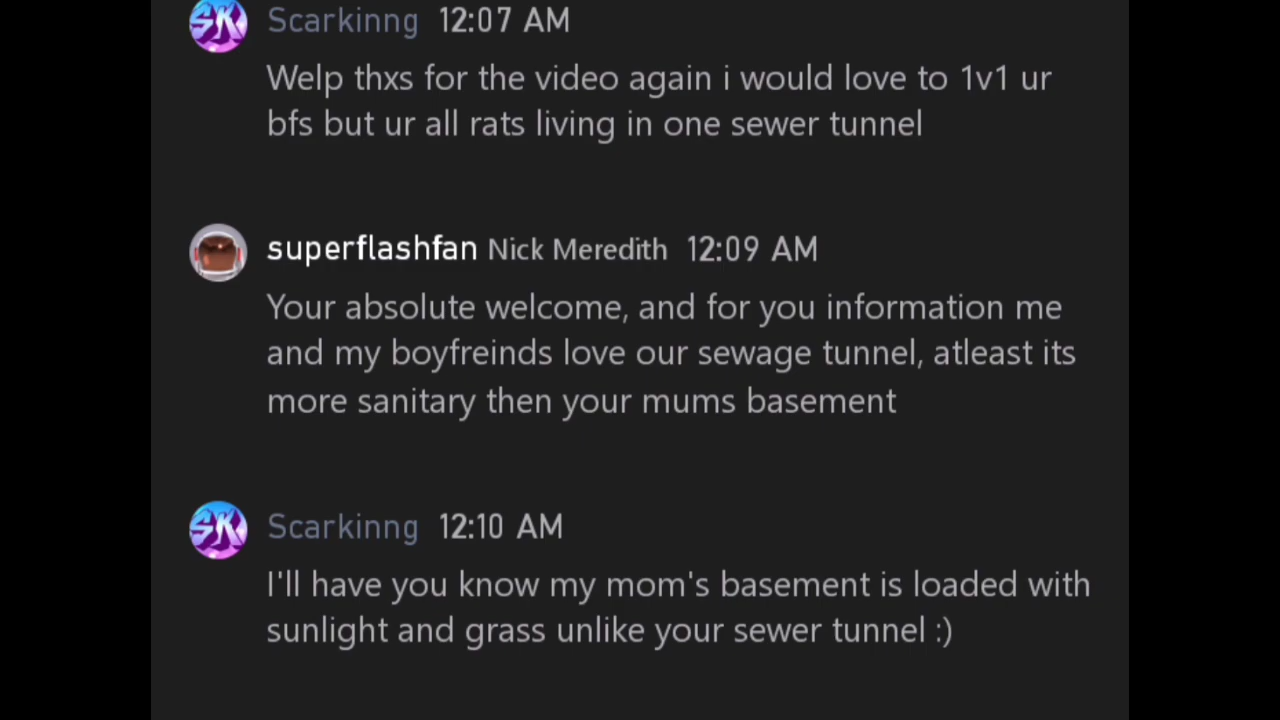 SK Scarkinng 12:07 AM
Welp thxs for the video again i would love to 1v1 ur
bfs but ur all rats living in one sewer tunnel
superflashfan Nick Meredith 12:09 AM
Your absolute welcome, and for you information me
and my boyfreinds love our sewage tunnel, atleast its
more sanitary then your mums basement
SK Scarkinng 12:10 AM
I'll have you know my mom's basement is loaded with
sunlight and grass unlike your sewer tunnel :)